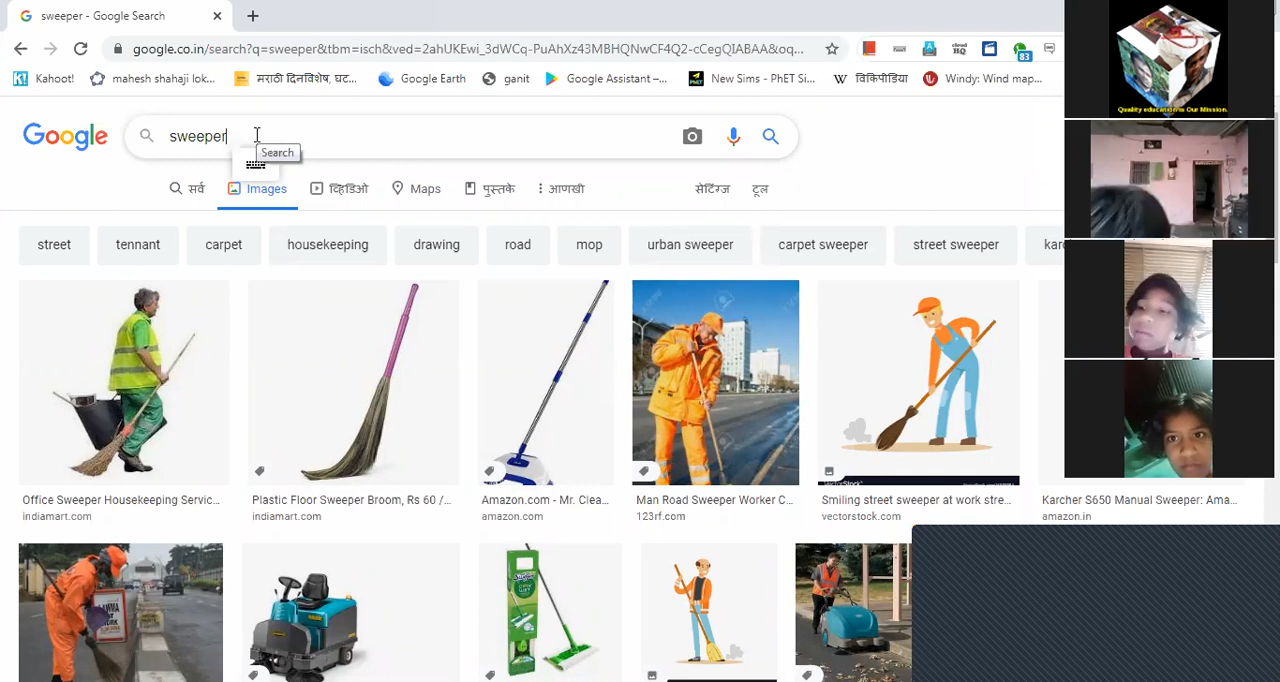 sweeper - Google Search
google.co.in/search?q=sweeper&tbm=isch&ved=2ahUKEwi_3dWCq-PuAhXz43MBHQNwCF4Q2-cCegQIABAA&oq...
cloud
HQ
83
Kahoot!
mahesh shahaji lok...
मराठी दिनविशेष, घट...
Google Earth
ganit
Google Assistant –...
New Sims - PhET Si...
विकिपीडिया
Windy: Wind map...
Google
sweeper
Search
सर्व
Images
व्हिडिओ
Maps
पुस्तके
आणखी
सेटिंग्ज
टूल
street
tennant
carpet
housekeeping
drawing
road
mop
urban sweeper
carpet sweeper
street sweeper
karc
Office Sweeper Housekeeping Servic...
indiamart.com
Plastic Floor Sweeper Broom, Rs 60 /...
indiamart.com
Amazon.com - Mr. Clea...
amazon.com
Man Road Sweeper Worker C...
123rf.com
Smiling street sweeper at work stre...
vectorstock.com
Karcher S650 Manual Sweeper: Ama...
amazon.in
Quality education is Our Mission.